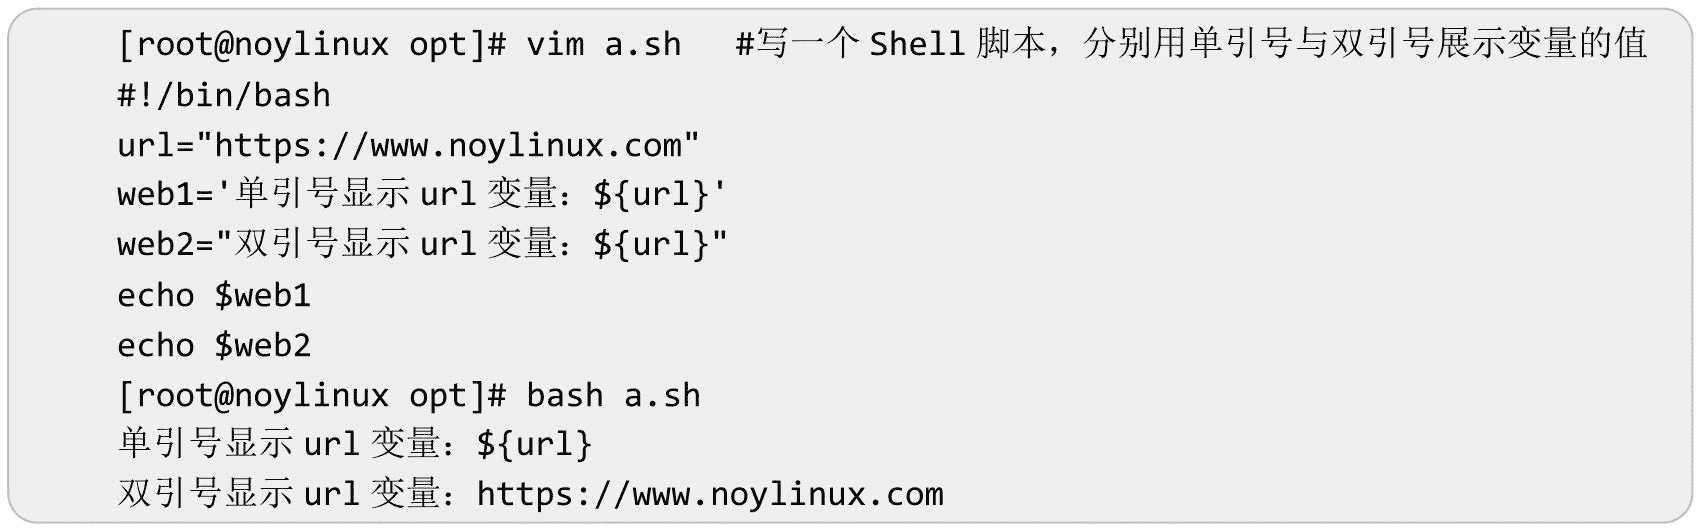 [root@noylinux opt]# vim a.sh   #写一个 Shell 脚本，分别用单引号与双引号展示变量的值
#!/bin/bash
url="https://www.noylinux.com"
web1='单引号显示 url 变量：${url}'
web2="双引号显示 url 变量：${url}"
echo $web1
echo $web2
[root@noylinux opt]# bash a.sh
单引号显示 url 变量：${url}
双引号显示 url 变量：https://www.noylinux.com